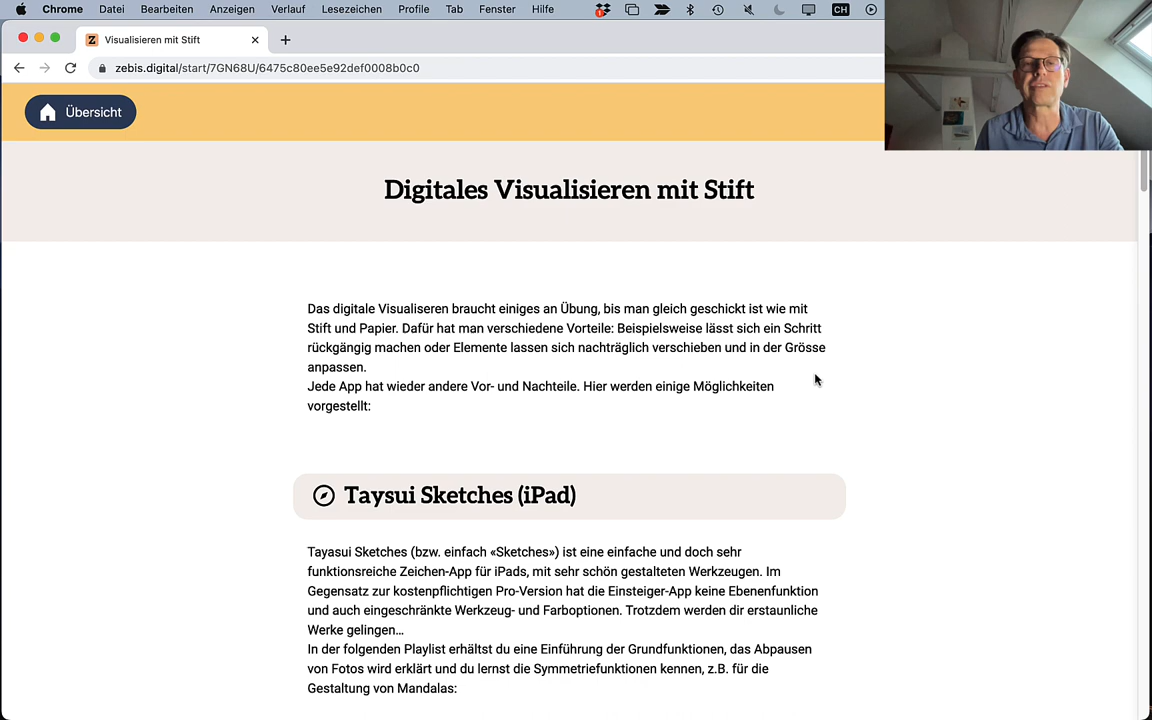 Chrome Datei Bearbeiten Anzeigen Verlauf Lesezeichen Profile Tab Fenster Hilfe CH
Visualisieren mit Stift
zebis.digital/start/7GN68U/6475c80ee5e92def0008b0c0
Übersicht
Digitales Visualisieren mit Stift
Das digitale Visualiseren braucht einiges an Übung, bis man gleich geschickt ist wie mit
Stift und Papier. Dafür hat man verschiedene Vorteile: Beispielsweise lässt sich ein Schritt
rückgängig machen oder Elemente lassen sich nachträglich verschieben und in der Grösse
anpassen.
Jede App hat wieder andere Vor- und Nachteile. Hier werden einige Möglichkeiten
vorgestellt:
Taysui Sketches (iPad)
Tayasui Sketches (bzw. einfach «Sketches») ist eine einfache und doch sehr
funktionsreiche Zeichen-App für iPads, mit sehr schön gestalteten Werkzeugen. Im
Gegensatz zur kostenpflichtigen Pro-Version hat die Einsteiger-App keine Ebenenfunktion
und auch eingeschränkte Werkzeug- und Farboptionen. Trotzdem werden dir erstaunliche
Werke gelingen...
In der folgenden Playlist erhältst du eine Einführung der Grundfunktionen, das Abpausen
von Fotos wird erklärt und du lernst die Symmetriefunktionen kennen, z.B. für die
Gestaltung von Mandalas: